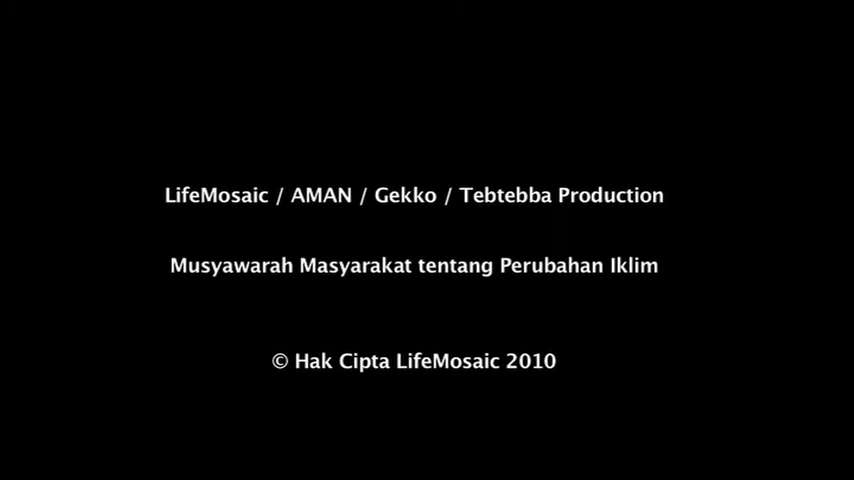 LifeMosaic / AMAN / Gekko / Tebtebba Production
Musyawarah Masyarakat tentang Perubahan Iklim
© Hak Cipta LifeMosaic 2010